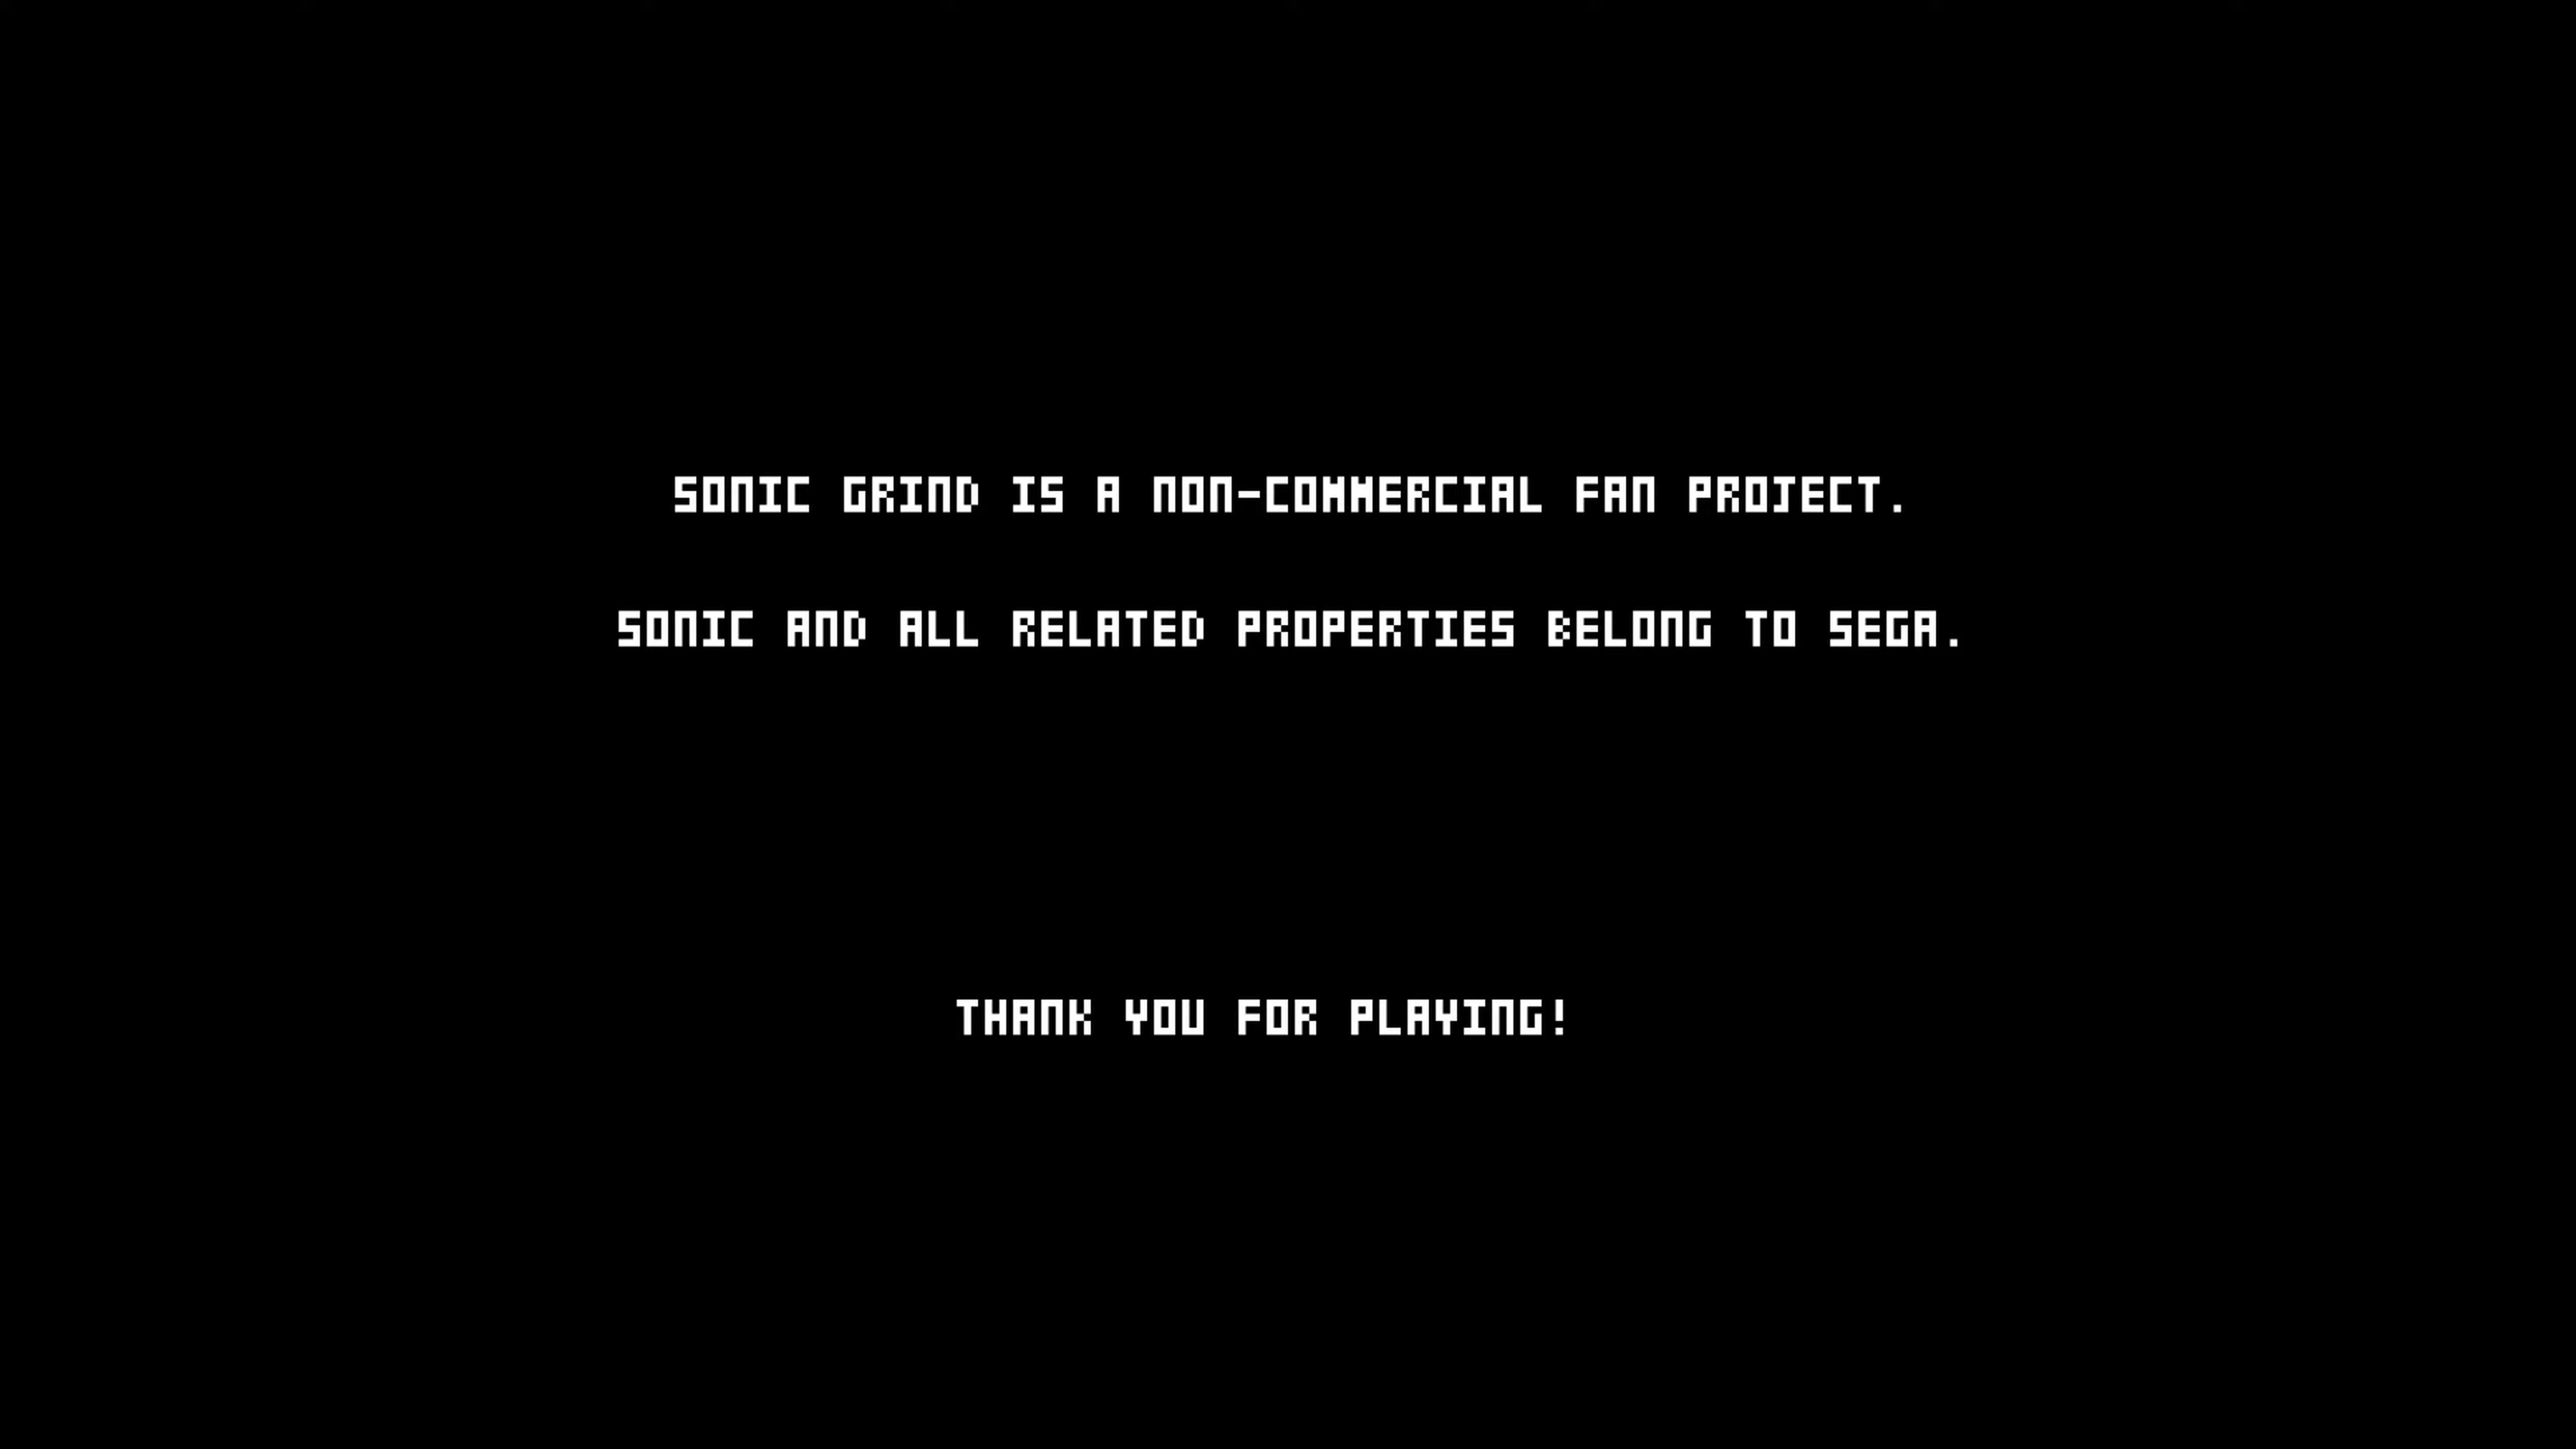 SONIC GRIND IS A NON-COMMERCIAL FAN PROJECT.
SONIC AND ALL RELATED PROPERTIES BELONG TO SEGA.
THANK YOU FOR PLAYING!